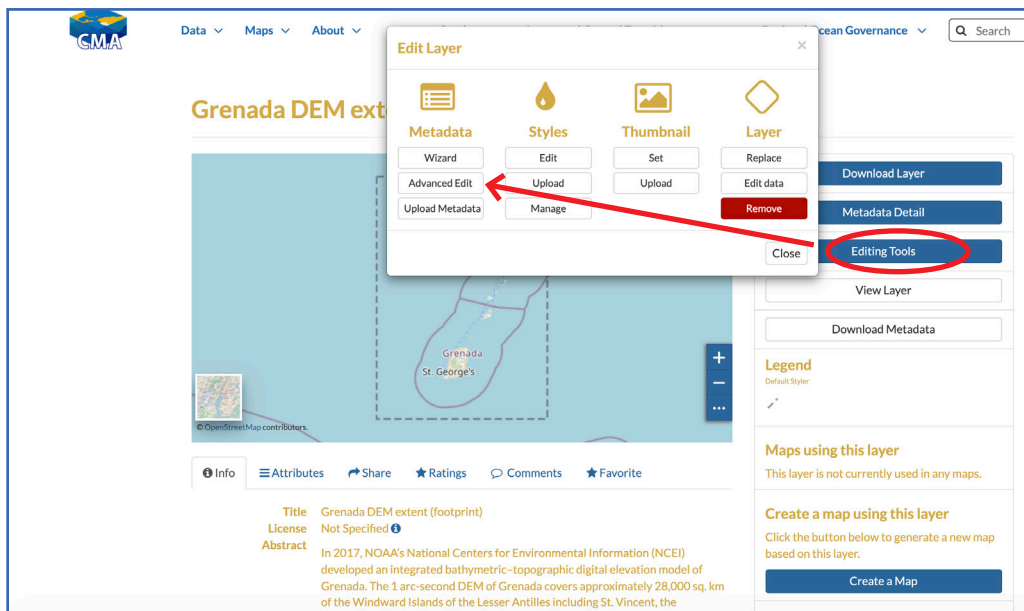 CMA
Data Maps About
cean Governance
Search
Edit Layer ×
Grenada DEM ext
Metadata Styles Thumbnail Layer
Wizard Edit Set Replace
Advanced Edit Upload Upload Edit data
Upload Metadata Manage Remove
Close
Download Layer
Metadata Detail
Editing Tools
View Layer
Download Metadata
Grenada
St. George's
+
−
...
© OpenStreetMap contributors.
Legend
Default Styler
Maps using this layer
This layer is not currently used in any maps.
Create a map using this layer
Click the button below to generate a new map
based on this layer.
Create a Map
Info Attributes Share Ratings Comments Favorite
Title Grenada DEM extent (footprint)
License Not Specified
Abstract
In 2017, NOAA's National Centers for Environmental Information (NCEI)
developed an integrated bathymetric–topographic digital elevation model of
Grenada. The 1 arc-second DEM of Grenada covers approximately 28,000 sq. km
of the Windward Islands of the Lesser Antilles including St. Vincent, the